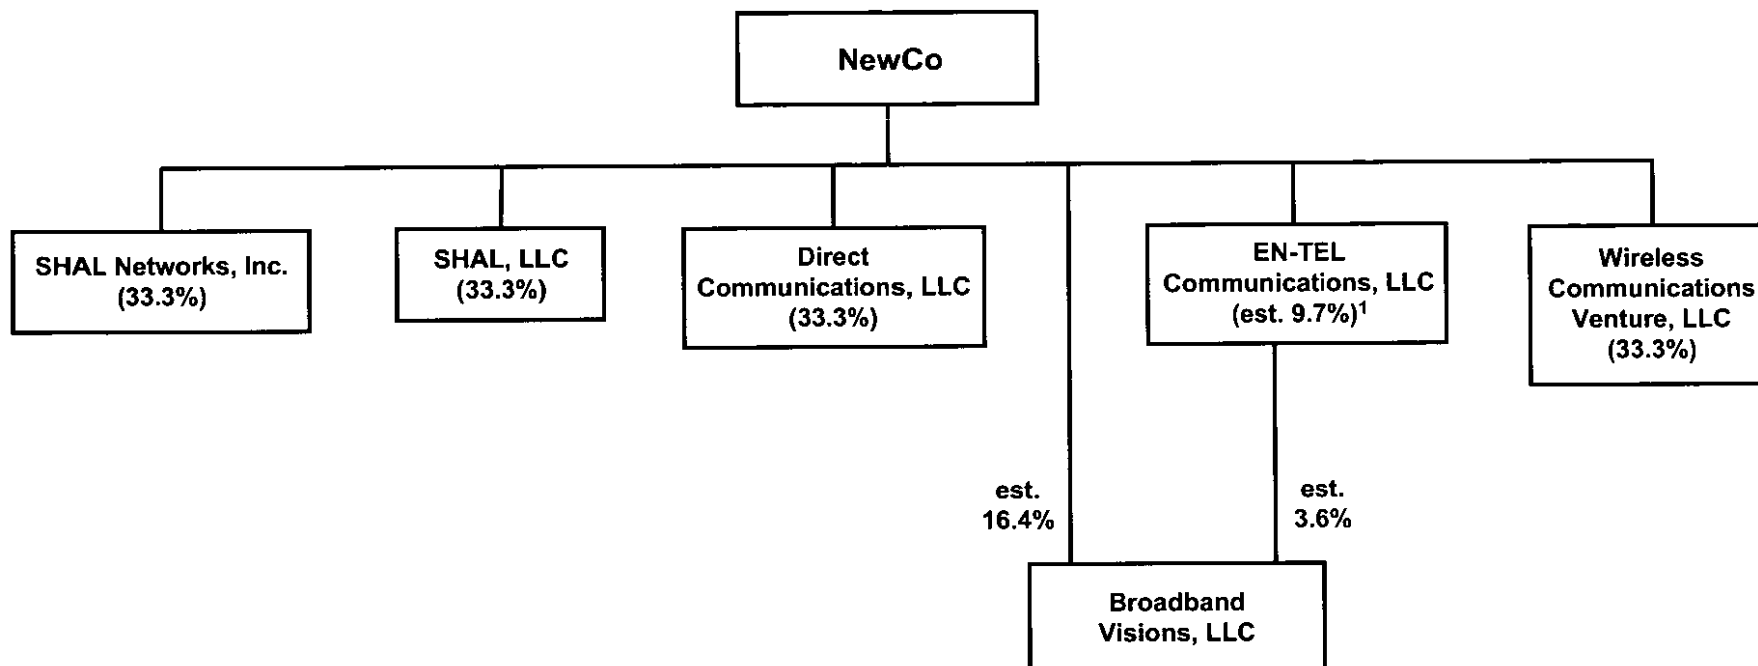 NewCo
SHAL Networks, Inc.
(33.3%)
SHAL, LLC
(33.3%)
Direct
Communications, LLC
(33.3%)
EN-TEL
Communications, LLC
(est. 9.7%)¹
Wireless
Communications
Venture, LLC
(33.3%)
est.
16.4%
est.
3.6%
Broadband
Visions, LLC